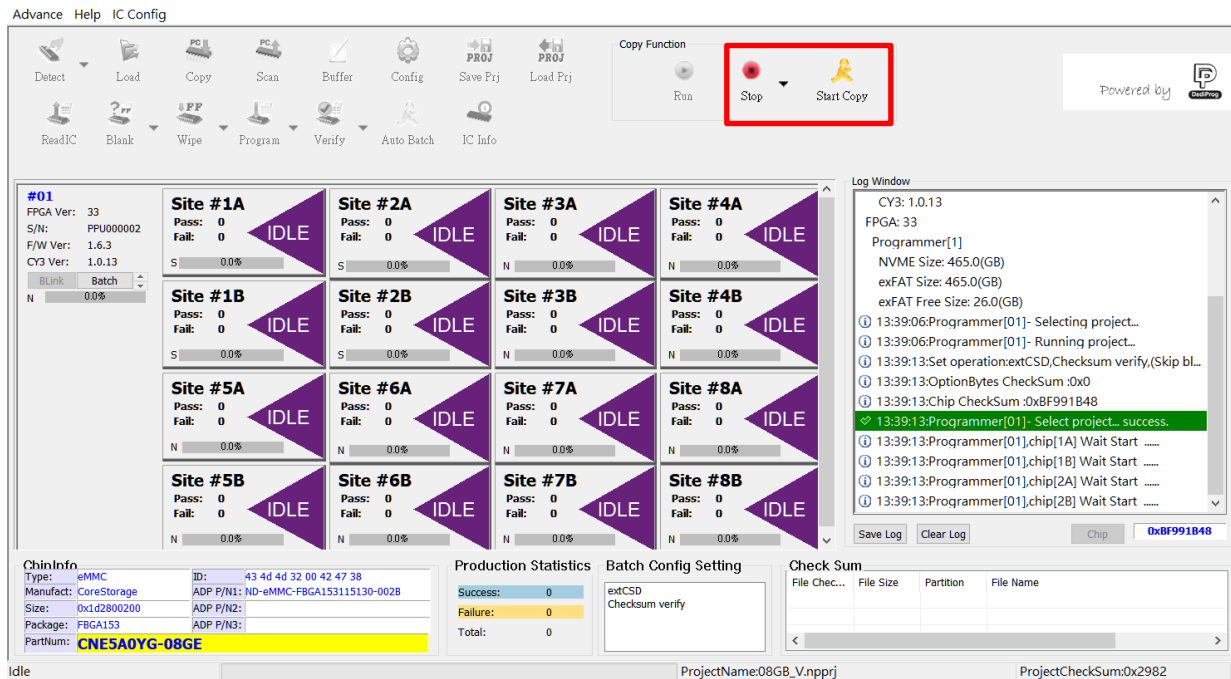 Advance Help IC Config
Detect Load Copy Scan Buffer Config Save Prj Load Prj
PC PC PROJ PROJ
Copy Function
Run Stop Start Copy
Powered by DediProg
ReadIC Blank Wipe Program Verify Auto Batch IC Info
#01
FPGA Ver: 33
S/N: PPU000002
F/W Ver: 1.6.3
CY3 Ver: 1.0.13
BLink Batch
N 0.0%
Site #1A Site #2A Site #3A Site #4A
Pass: 0 Pass: 0 Pass: 0 Pass: 0
Fail: 0 Fail: 0 Fail: 0 Fail: 0
IDLE IDLE IDLE IDLE
S 0.0% S 0.0% N 0.0% N 0.0%
Site #1B Site #2B Site #3B Site #4B
Pass: 0 Pass: 0 Pass: 0 Pass: 0
Fail: 0 Fail: 0 Fail: 0 Fail: 0
IDLE IDLE IDLE IDLE
S 0.0% S 0.0% N 0.0% N 0.0%
Site #5A Site #6A Site #7A Site #8A
Pass: 0 Pass: 0 Pass: 0 Pass: 0
Fail: 0 Fail: 0 Fail: 0 Fail: 0
IDLE IDLE IDLE IDLE
N 0.0% N 0.0% N 0.0% N 0.0%
Site #5B Site #6B Site #7B Site #8B
Pass: 0 Pass: 0 Pass: 0 Pass: 0
Fail: 0 Fail: 0 Fail: 0 Fail: 0
IDLE IDLE IDLE IDLE
N 0.0% N 0.0% N 0.0% N 0.0%
Log Window
CY3: 1.0.13
FPGA: 33
Programmer[1]
NVME Size: 465.0(GB)
exFAT Size: 465.0(GB)
exFAT Free Size: 26.0(GB)
13:39:06:Programmer[01]- Selecting project...
13:39:06:Programmer[01]- Running project...
13:39:13:Set operation:extCSD,Checksum verify,(Skip bl...
13:39:13:OptionBytes CheckSum :0x0
13:39:13:Chip CheckSum :0xBF991B48
13:39:13:Programmer[01]- Select project... success.
13:39:13:Programmer[01],chip[1A] Wait Start ......
13:39:13:Programmer[01],chip[1B] Wait Start ......
13:39:13:Programmer[01],chip[2A] Wait Start ......
13:39:13:Programmer[01],chip[2B] Wait Start ......
Save Log Clear Log Chip 0xBF991B48
ChipInfo
Type: eMMC ID: 43 4d 4d 32 00 42 47 38
Manufact: CoreStorage ADP P/N1: ND-eMMC-FBGA153115130-002B
Size: 0x1d2800200 ADP P/N2:
Package: FBGA153 ADP P/N3:
PartNum: CNE5A0YG-08GE
Production Statistics
Success: 0
Failure: 0
Total: 0
Batch Config Setting
extCSD
Checksum verify
Check Sum
File Chec... File Size Partition File Name
Idle ProjectName:08GB_V.npprj ProjectCheckSum:0x2982